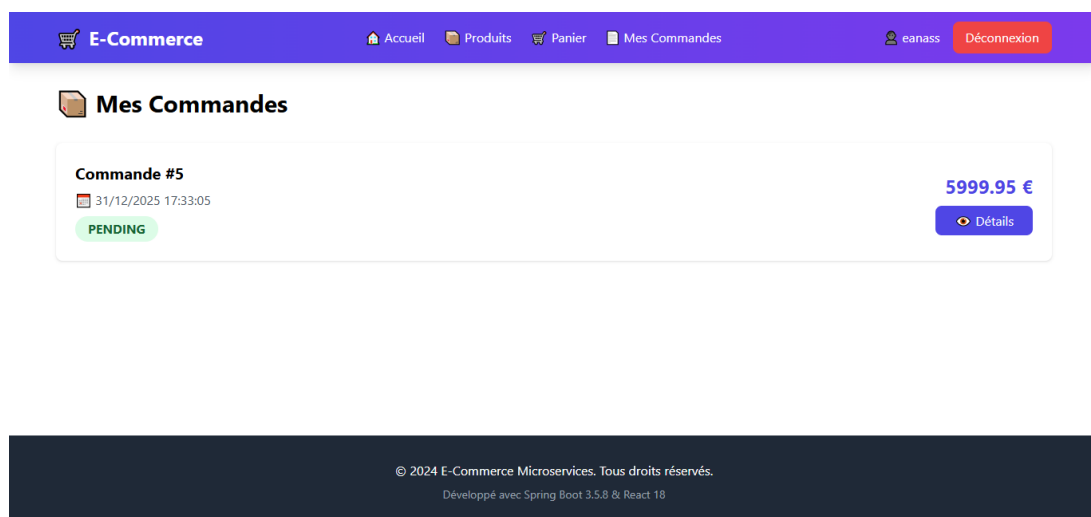 E-Commerce
Accueil Produits Panier Mes Commandes
eanass Déconnexion
Mes Commandes
Commande #5
31/12/2025 17:33:05
PENDING
5999.95 €
Détails
© 2024 E-Commerce Microservices. Tous droits réservés.
Développé avec Spring Boot 3.5.8 & React 18